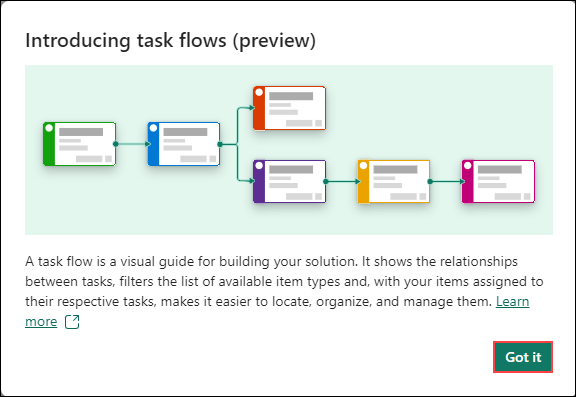 Introducing task flows (preview)
A task flow is a visual guide for building your solution. It shows the relationships
between tasks, filters the list of available item types and, with your items assigned to
their respective tasks, makes it easier to locate, organize, and manage them. Learn
more
Got it